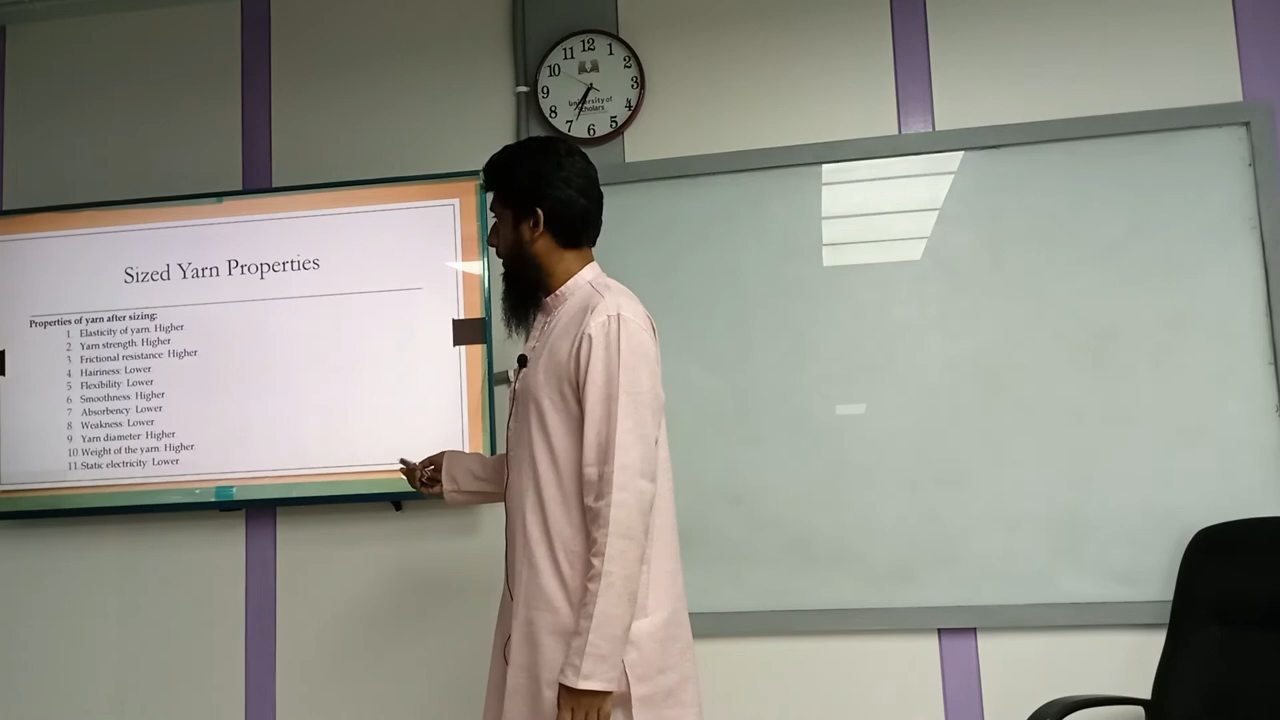 12
11 1
10 2
9 3
University of
Scholars
8 4
7 5
6
Sized Yarn Properties
Properties of yarn after sizing:
1 Elasticity of yarn: Higher
2 Yarn strength: Higher
3 Frictional resistance: Higher
4 Hairiness: Lower
5 Flexibility: Lower
6 Smoothness: Higher
7 Absorbency: Lower
8 Weakness: Lower
9 Yarn diameter: Higher
10 Weight of the yarn: Higher
11 Static electricity: Lower